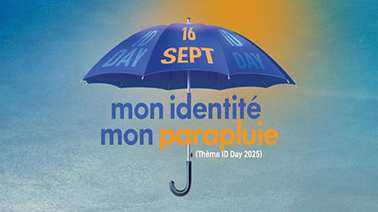 ID DAY
16
SEPT
ID DAY
mon identité
mon parapluie
(Thème ID Day 2025)